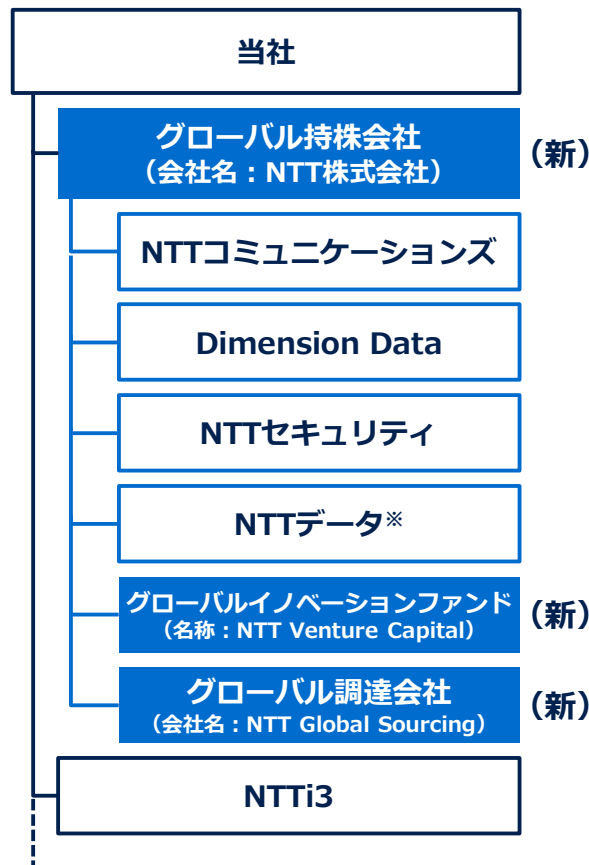 当社
グローバル持株会社
（会社名：NTT株式会社）
（新）
NTTコミュニケーションズ
Dimension Data
NTTセキュリティ
NTTデータ※
グローバルイノベーションファンド
（名称：NTT Venture Capital）
（新）
グローバル調達会社
（会社名：NTT Global Sourcing）
（新）
NTTi3